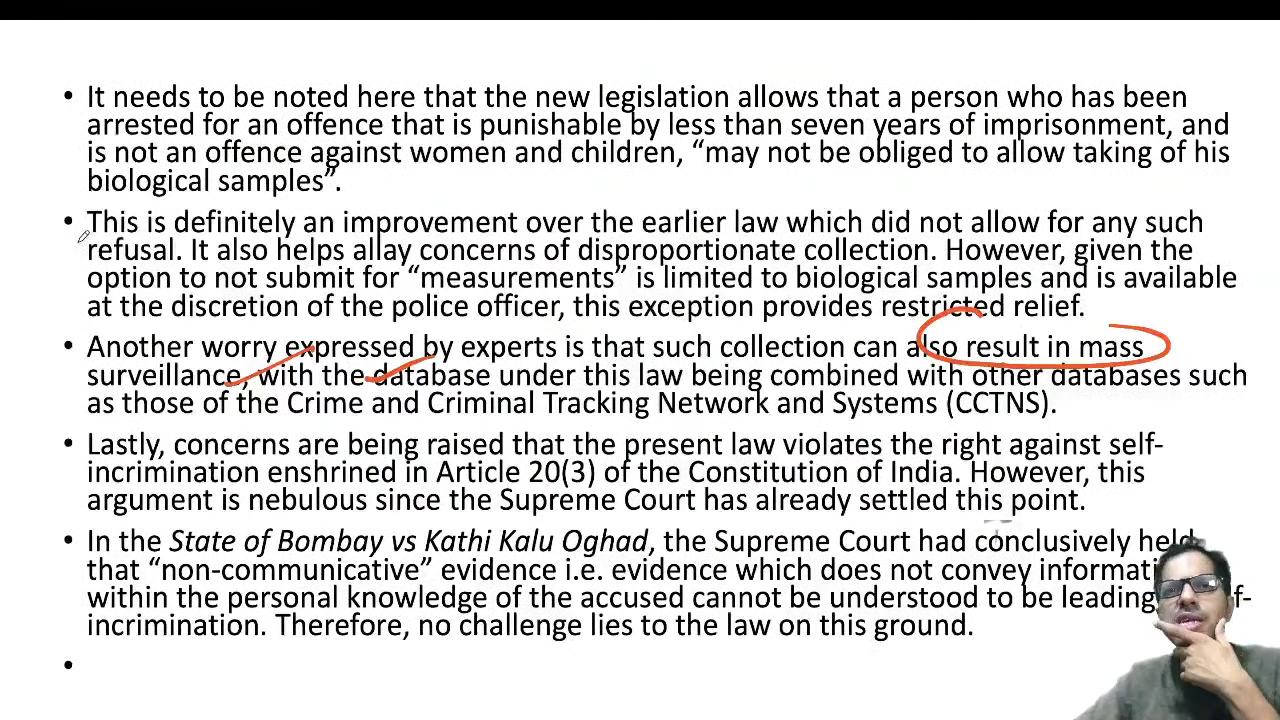 • It needs to be noted here that the new legislation allows that a person who has been
arrested for an offence that is punishable by less than seven years of imprisonment, and
is not an offence against women and children, “may not be obliged to allow taking of his
biological samples”.
• This is definitely an improvement over the earlier law which did not allow for any such
refusal. It also helps allay concerns of disproportionate collection. However, given the
option to not submit for “measurements” is limited to biological samples and is available
at the discretion of the police officer, this exception provides restricted relief.
• Another worry expressed by experts is that such collection can also result in mass
surveillance, with the database under this law being combined with other databases such
as those of the Crime and Criminal Tracking Network and Systems (CCTNS).
• Lastly, concerns are being raised that the present law violates the right against self-
incrimination enshrined in Article 20(3) of the Constitution of India. However, this
argument is nebulous since the Supreme Court has already settled this point.
• In the State of Bombay vs Kathi Kalu Oghad, the Supreme Court had conclusively held
that “non-communicative” evidence i.e. evidence which does not convey
within the personal knowledge of the accused cannot be understood to be leading
incrimination. Therefore, no challenge lies to the law on this ground.
•